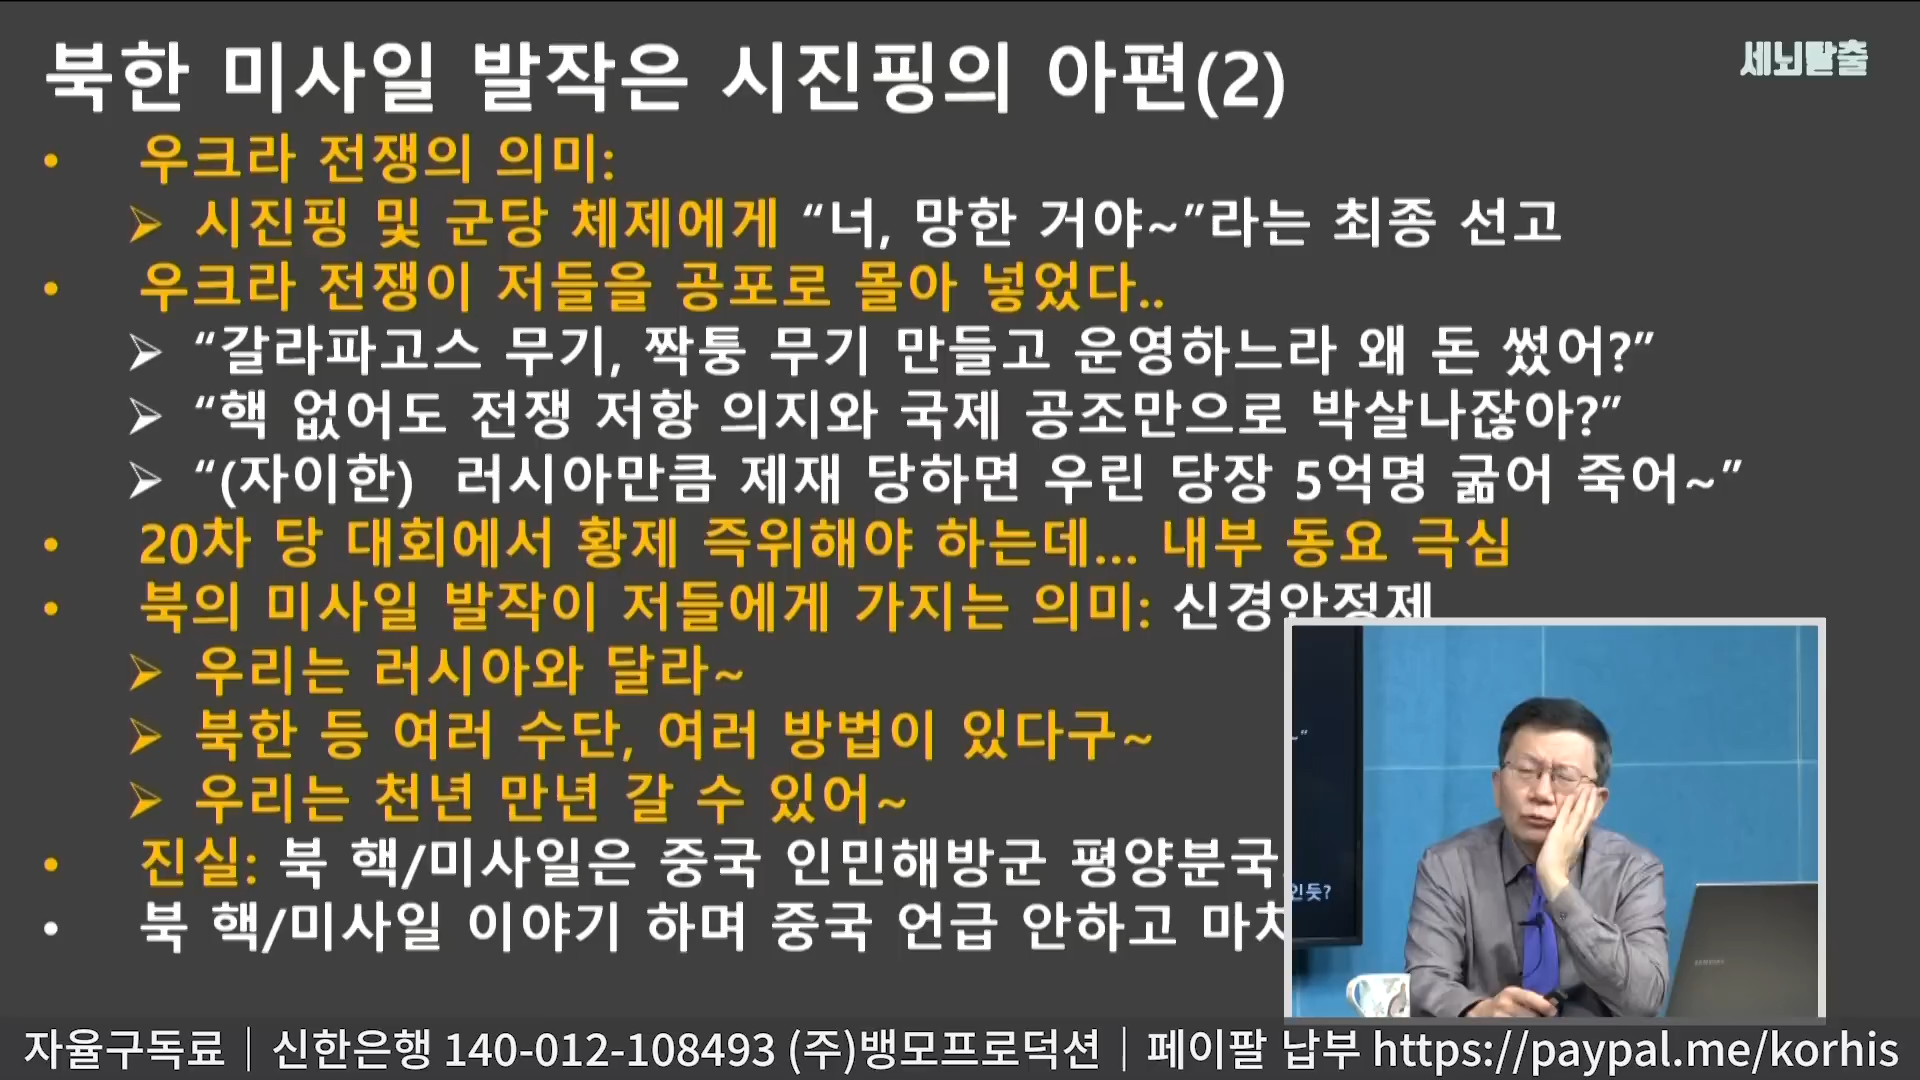 북한 미사일 발작은 시진핑의 아편(2)
세뇌탈출
• 우크라 전쟁의 의미:
➢ 시진핑 및 군당 체제에게 “너, 망한 거야~”라는 최종 선고
• 우크라 전쟁이 저들을 공포로 몰아 넣었다..
➢ “갈라파고스 무기, 짝퉁 무기 만들고 운영하느라 왜 돈 썼어?”
➢ “핵 없어도 전쟁 저항 의지와 국제 공조만으로 박살나잖아?”
➢ “(자이한) 러시아만큼 제재 당하면 우린 당장 5억명 굶어 죽어~”
• 20차 당 대회에서 황제 즉위해야 하는데... 내부 동요 극심
• 북의 미사일 발작이 저들에게 가지는 의미: 신경안정제
➢ 우리는 러시아와 달라~
➢ 북한 등 여러 수단, 여러 방법이 있다구~
➢ 우리는 천년 만년 갈 수 있어~
• 진실: 북 핵/미사일은 중국 인민해방군 평양분국
• 북 핵/미사일 이야기 하며 중국 언급 안하고 마치
~”
인듯?
SAMSUNG
자율구독료｜신한은행 140-012-108493 (주)뱅모프로덕션｜페이팔 납부 https://paypal.me/korhis